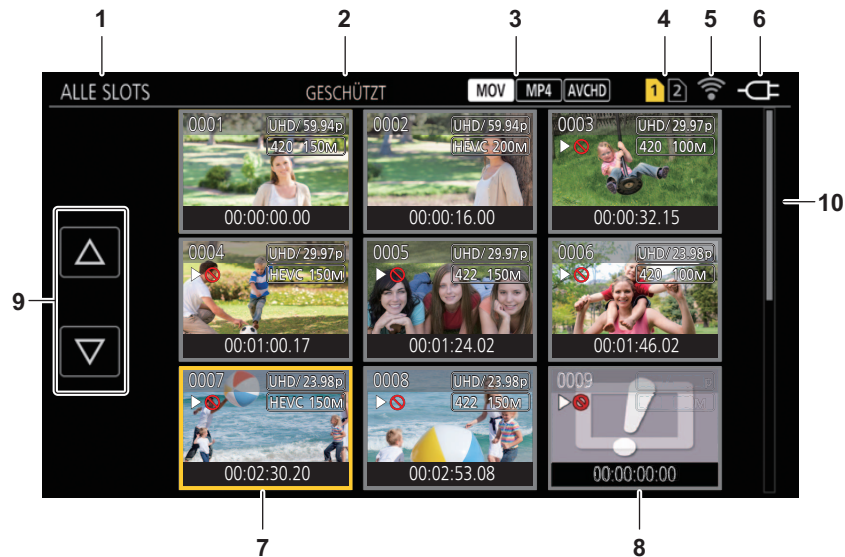 1 2 3 4 5 6
ALLE SLOTS GESCHÜTZT MOV MP4 AVCHD 1 2
0001 UHD/59.94p
420 150M
00:00:00.00
0002 UHD/59.94p
HEVC 200M
00:00:16.00
0003 UHD/29.97p
420 100M
00:00:32.15
10
9
0004 UHD/29.97p
HEVC 150M
00:01:00.17
0005 UHD/29.97p
422 150M
00:01:24.02
0006 UHD/23.98p
420 100M
00:01:46.02
0007 UHD/23.98p
HEVC 150M
00:02:30.20
0008 UHD/23.98p
422 150M
00:02:53.08
0009 p
M
00:00:00:00
7 8